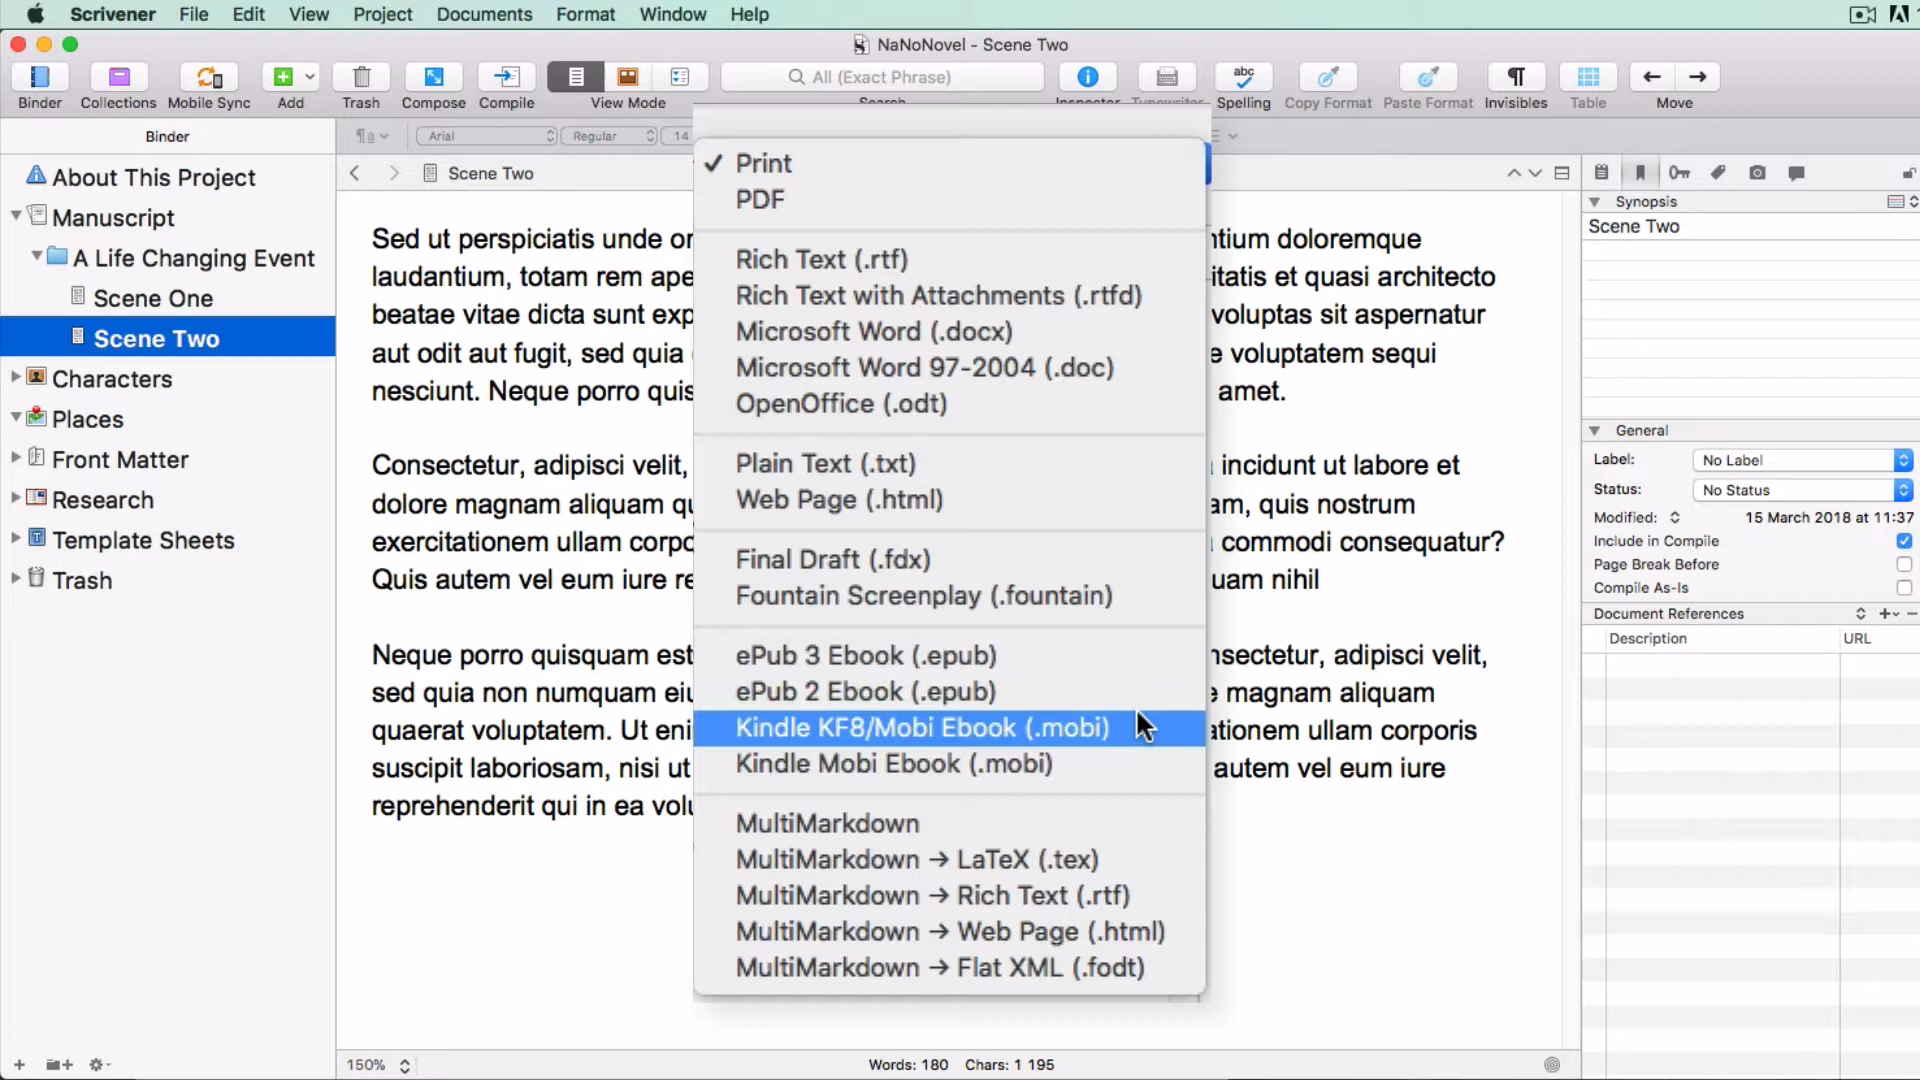 Scrivener File Edit View Project Documents Format Window Help
NaNoNovel - Scene Two
All (Exact Phrase)
Binder Collections Mobile Sync Add Trash Compose Compile View Mode Search Inspector Typewriter Spelling Copy Format Paste Format Invisibles Table Move
abc
Binder
Arial Regular 14
Scene Two
About This Project
Manuscript
A Life Changing Event
Scene One
Scene Two
Characters
Places
Front Matter
Research
Template Sheets
Trash
Sed ut perspiciatis unde
tium doloremque
laudantium, totam rem ape
itatis et quasi architecto
beatae vitae dicta sunt exp
voluptas sit aspernatur
aut odit aut fugit, sed quia
e voluptatem sequi
nesciunt. Neque porro quis
amet.
Consectetur, adipisci velit,
incidunt ut labore et
dolore magnam aliquam qu
am, quis nostrum
exercitationem ullam corpo
commodi consequatur?
Quis autem vel eum iure re
uam nihil
Neque porro quisquam est
nsectetur, adipisci velit,
sed quia non numquam eiu
e magnam aliquam
quaerat voluptatem. Ut eni
ationem ullam corporis
suscipit laboriosam, nisi ut
autem vel eum iure
reprehenderit qui in ea volu
Print
PDF
Rich Text (.rtf)
Rich Text with Attachments (.rtfd)
Microsoft Word (.docx)
Microsoft Word 97-2004 (.doc)
OpenOffice (.odt)
Plain Text (.txt)
Web Page (.html)
Final Draft (.fdx)
Fountain Screenplay (.fountain)
ePub 3 Ebook (.epub)
ePub 2 Ebook (.epub)
Kindle KF8/Mobi Ebook (.mobi)
Kindle Mobi Ebook (.mobi)
MultiMarkdown
MultiMarkdown → LaTeX (.tex)
MultiMarkdown → Rich Text (.rtf)
MultiMarkdown → Web Page (.html)
MultiMarkdown → Flat XML (.fodt)
Synopsis
Scene Two
General
Label: No Label
Status: No Status
Modified: 15 March 2018 at 11:37
Include in Compile
Page Break Before
Compile As-Is
Document References
Description URL
150%
Words: 180 Chars: 1 195